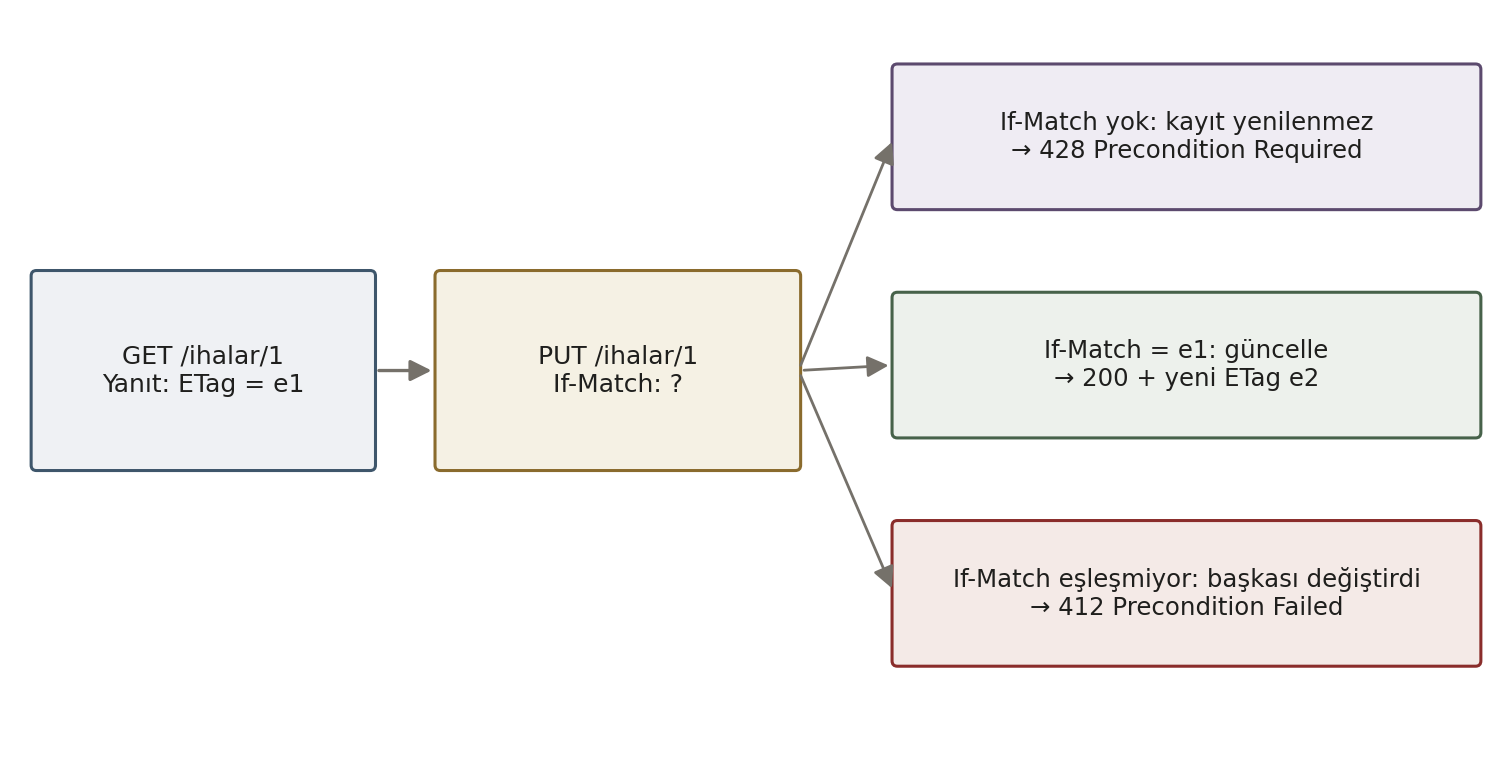 GET /ihalar/1
Yanıt: ETag = e1
PUT /ihalar/1
If-Match: ?
If-Match yok: kayıt yenilenmez
→ 428 Precondition Required
If-Match = e1: güncelle
→ 200 + yeni ETag e2
If-Match eşleşmiyor: başkası değiştirdi
→ 412 Precondition Failed